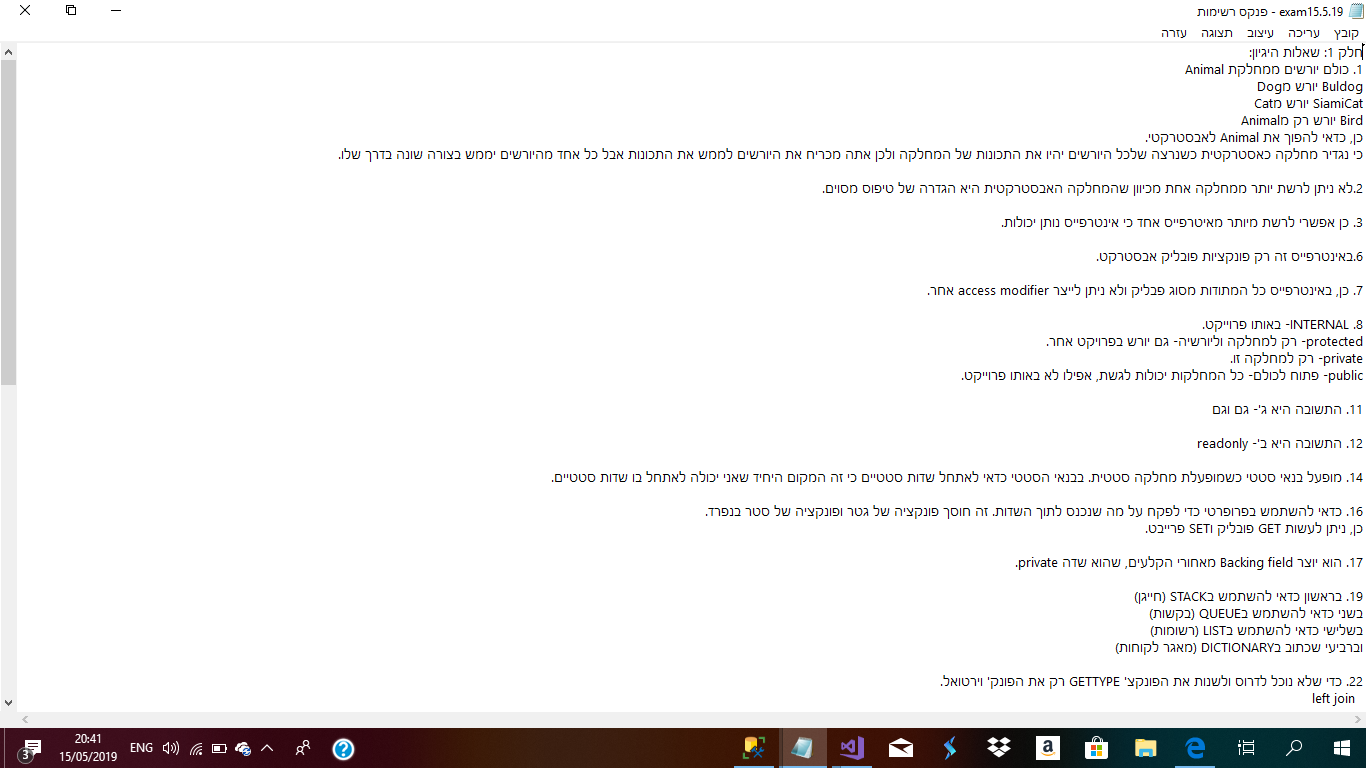 exam15.5.19 - פנקס רשימות
קובץ עריכה עיצוב תצוגה עזרה
חלק 1: שאלות היגיון:
1. כולם יורשים ממחלקת Animal
Buldog יורש מDog
SiamiCat יורש מCat
Bird יורש רק מAnimal
כן, כדאי להפוך את Animal לאבסטרקטי.
כי נגדיר מחלקה כאסטרקטית כשנרצה שלכל היורשים יהיו את התכונות של המחלקה ולכן אתה מכריח את היורשים לממש את התכונות אבל כל אחד מהיורשים יממש בצורה שונה בדרך שלו.
2.לא ניתן לרשת יותר ממחלקה אחת מכיוון שהמחלקה האבסטרקטית היא הגדרה של טיפוס מסוים.
3. כן אפשרי לרשת מיותר מאיטרפייס אחד כי אינטרפייס נותן יכולות.
6.באינטרפייס זה רק פונקציות פובליק אבסטרקט.
7. כן, באינטרפייס כל המתודות מסוג פבליק ולא ניתן לייצר access modifier אחר.
8. INTERNAL- באותו פרוייקט.
protected- רק למחלקה וליורשיה- גם יורש בפרויקט אחר.
private- רק למחלקה זו.
public- פתוח לכולם- כל המחלקות יכולות לגשת, אפילו לא באותו פרוייקט.
11. התשובה היא ג'- גם וגם
12. התשובה היא ב'- readonly
14. מופעל בנאי סטטי כשמופעלת מחלקה סטטית. בבנאי הסטטי כדאי לאתחל שדות סטטיים כי זה המקום היחיד שאני יכולה לאתחל בו שדות סטטיים.
16. כדאי להשתמש בפרופרטי כדי לפקח על מה שנכנס לתוך השדות. זה חוסך פונקציה של גטר ופונקציה של סטר בנפרד.
כן, ניתן לעשות GET פובליק וSET פרייבט.
17. הוא יוצר Backing field מאחורי הקלעים, שהוא שדה private.
19. בראשון כדאי להשתמש בSTACK (חייגן)
בשני כדאי להשתמש בQUEUE (בקשות)
בשלישי כדאי להשתמש בLIST (רשומות)
וברביעי שכתוב בDICTIONARY (מאגר לקוחות)
22. כדי שלא נוכל לדרוס ולשנות את הפונקצ' GETTYPE רק את הפונק' וירטואל.
left join
3
20:41
15/05/2019
ENG
a